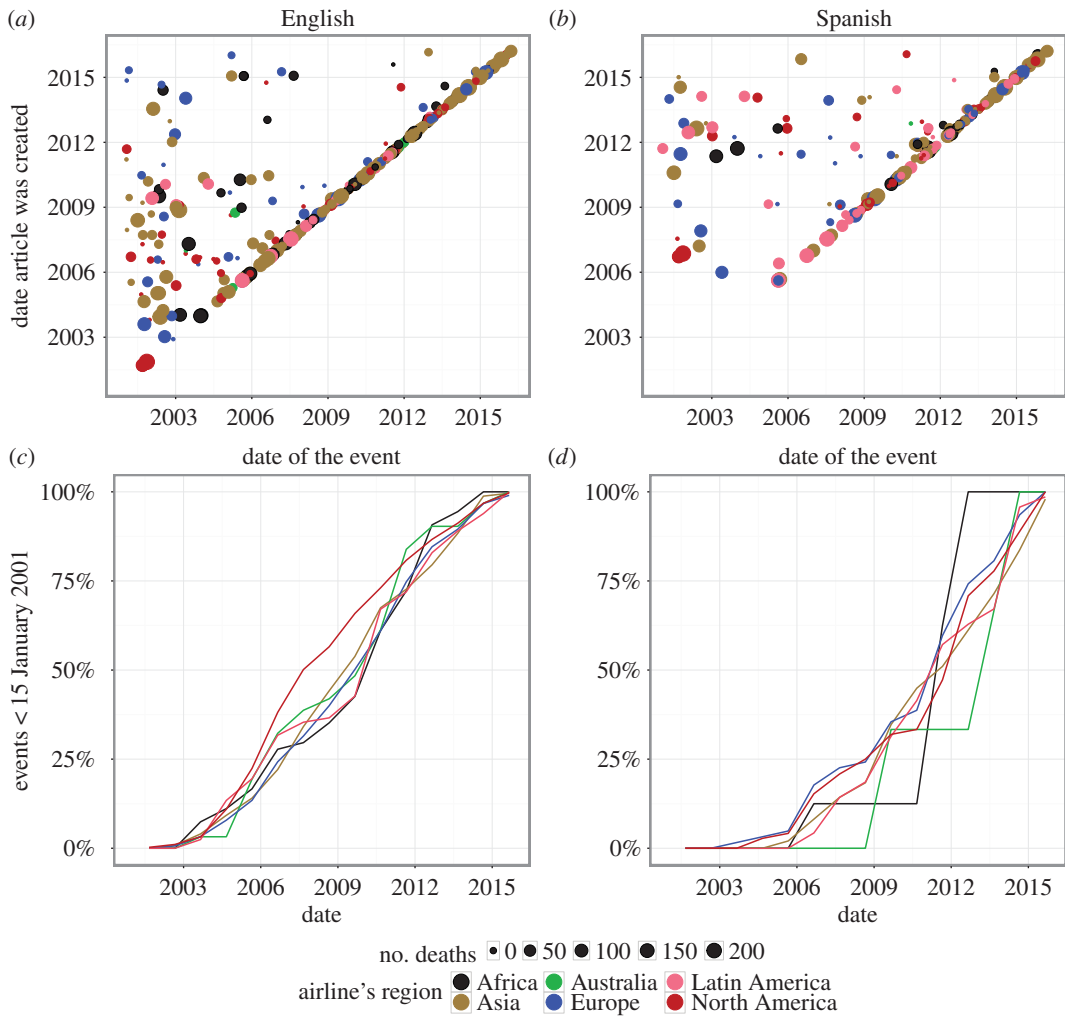 (a) English (b) Spanish
date article was created
2015
2012
2009
2006
2003
2015
2012
2009
2006
2003
2003 2006 2009 2012 2015
2003 2006 2009 2012 2015
date of the event
date of the event
(c)
(d)
events < 15 January 2001
100%
75%
50%
25%
0%
100%
75%
50%
25%
0%
2003 2006 2009 2012 2015
2003 2006 2009 2012 2015
date
date
no. deaths 0 50 100 150 200
airline's region
Africa Australia Latin America
Asia Europe North America